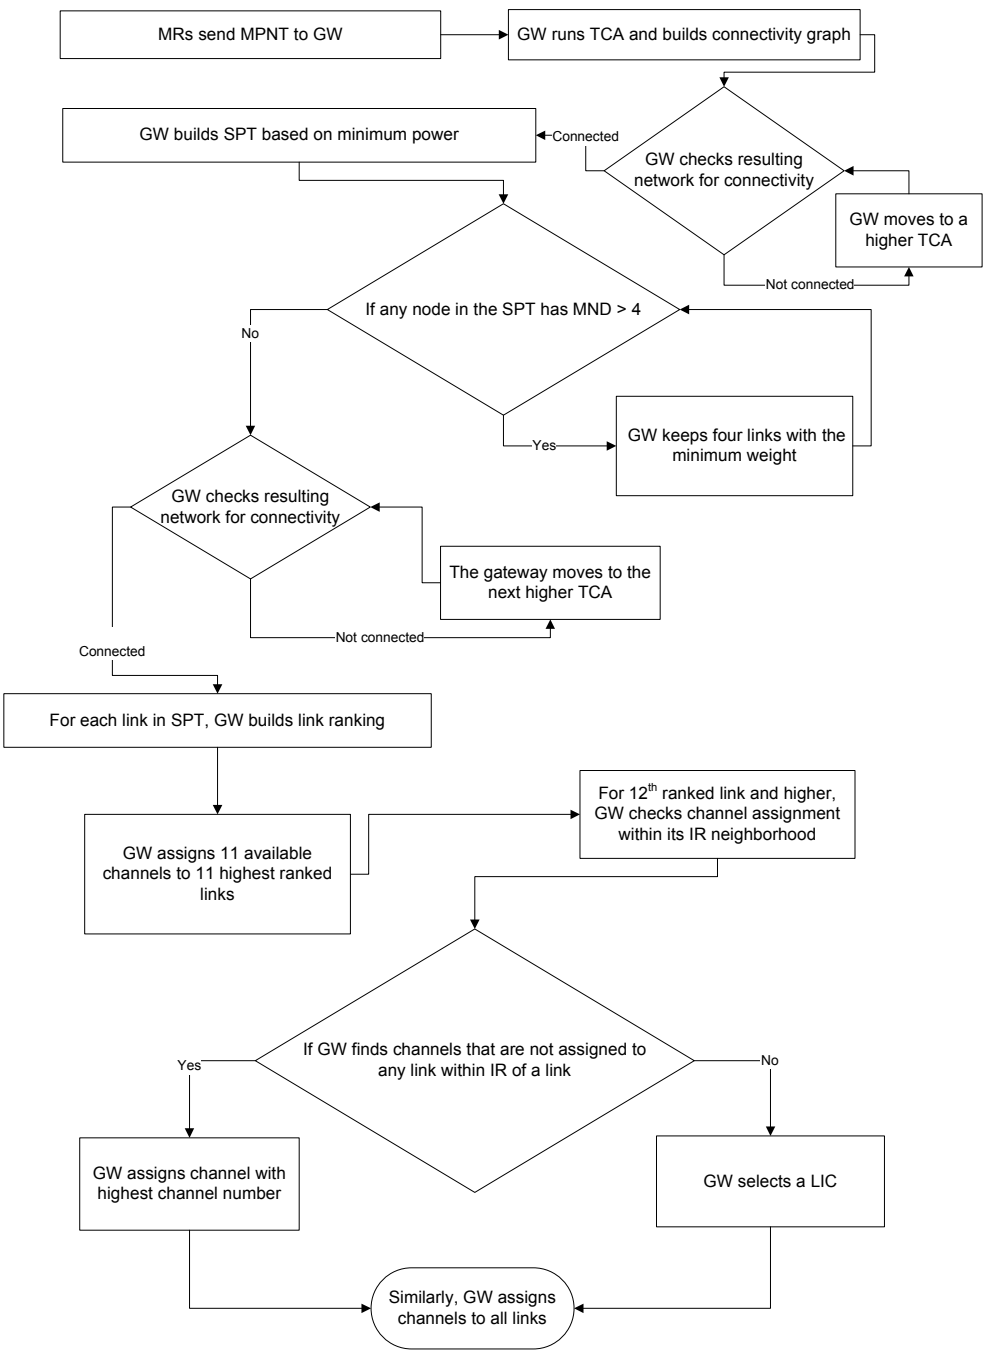 MRs send MPNT to GW
GW runs TCA and builds connectivity graph
GW builds SPT based on minimum power
Connected
GW checks resulting
network for connectivity
GW moves to a
higher TCA
Not connected
If any node in the SPT has MND > 4
No
Yes
GW keeps four links with the
minimum weight
GW checks resulting
network for connectivity
The gateway moves to the
next higher TCA
Not connected
Connected
For each link in SPT, GW builds link ranking
GW assigns 11 available
channels to 11 highest ranked
links
For 12th ranked link and higher,
GW checks channel assignment
within its IR neighborhood
If GW finds channels that are not assigned to
any link within IR of a link
Yes
No
GW assigns channel with
highest channel number
GW selects a LIC
Similarly, GW assigns
channels to all links